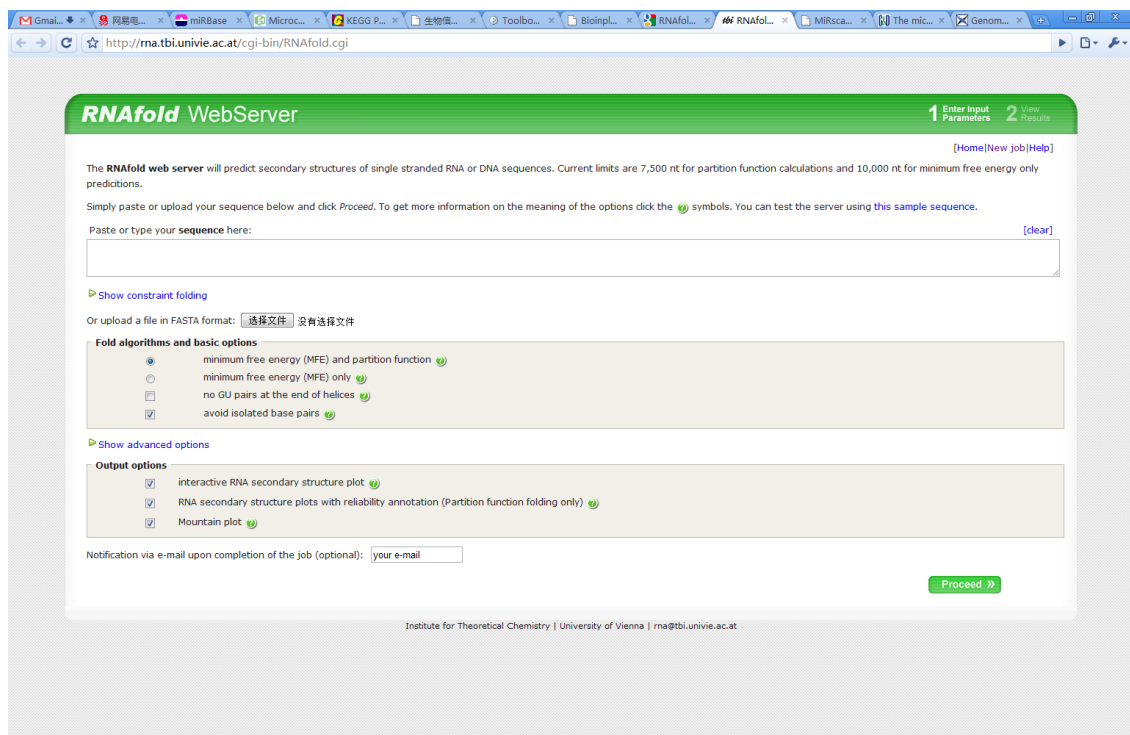 Gmai...
网易电...
miRBase
Microc...
KEGG P...
生物信...
Toolbo...
Bioinpl...
RNAfol...
tbi RNAfol...
MiRsca...
The mic...
Genom...
http://rna.tbi.univie.ac.at/cgi-bin/RNAfold.cgi
RNAfold WebServer
1 Enter Input Parameters 2 View Results
[Home|New job|Help]
The RNAfold web server will predict secondary structures of single stranded RNA or DNA sequences. Current limits are 7,500 nt for partition function calculations and 10,000 nt for minimum free energy only
predicitions.
Simply paste or upload your sequence below and click Proceed. To get more information on the meaning of the options click the symbols. You can test the server using this sample sequence.
Paste or type your sequence here: [clear]
Show constraint folding
Or upload a file in FASTA format: 选择文件 没有选择文件
Fold algorithms and basic options
minimum free energy (MFE) and partition function
minimum free energy (MFE) only
no GU pairs at the end of helices
avoid isolated base pairs
Show advanced options
Output options
interactive RNA secondary structure plot
RNA secondary structure plots with reliability annotation (Partition function folding only)
Mountain plot
Notification via e-mail upon completion of the job (optional): your e-mail
Proceed »
Institute for Theoretical Chemistry | University of Vienna | rna@tbi.univie.ac.at